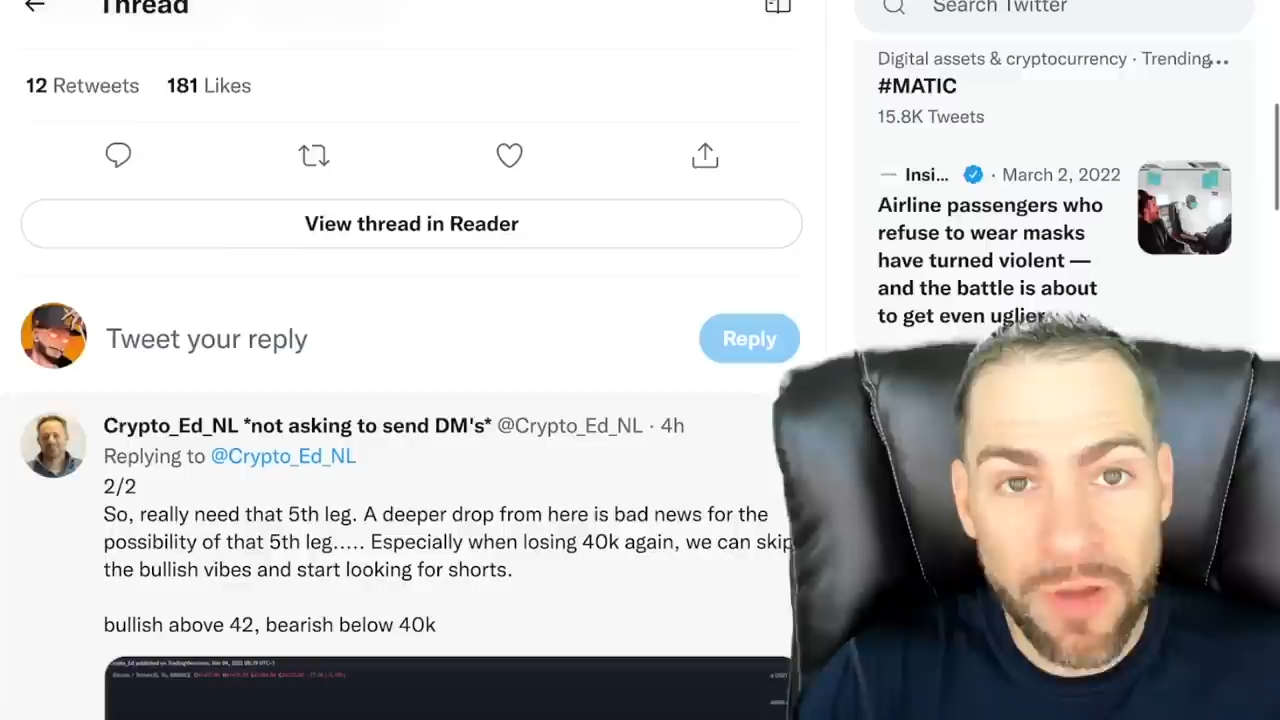 Thread
Search Twitter
12 Retweets 181 Likes
View thread in Reader
Tweet your reply
Reply
Crypto_Ed_NL *not asking to send DM's* @Crypto_Ed_NL · 4h
Replying to @Crypto_Ed_NL
2/2
So, really need that 5th leg. A deeper drop from here is bad news for the
possibility of that 5th leg..... Especially when losing 40k again, we can skip
the bullish vibes and start looking for shorts.
bullish above 42, bearish below 40k
Digital assets & cryptocurrency · Trending
#MATIC
15.8K Tweets
Insi... · March 2, 2022
Airline passengers who
refuse to wear masks
have turned violent —
and the battle is about
to get even uglier